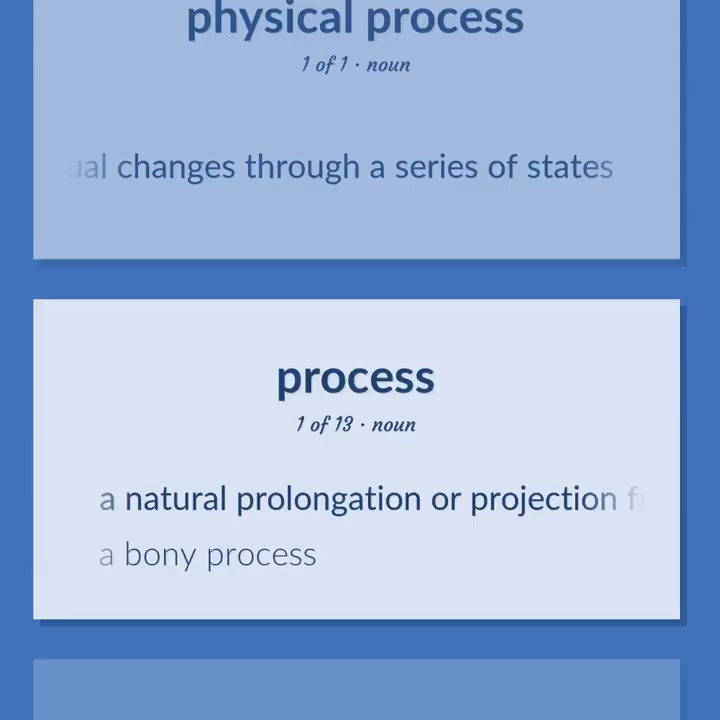 physical process
1 of 1 · noun
changes through a series of states
process
1 of 13 · noun
a natural prolongation or projection
a bony process